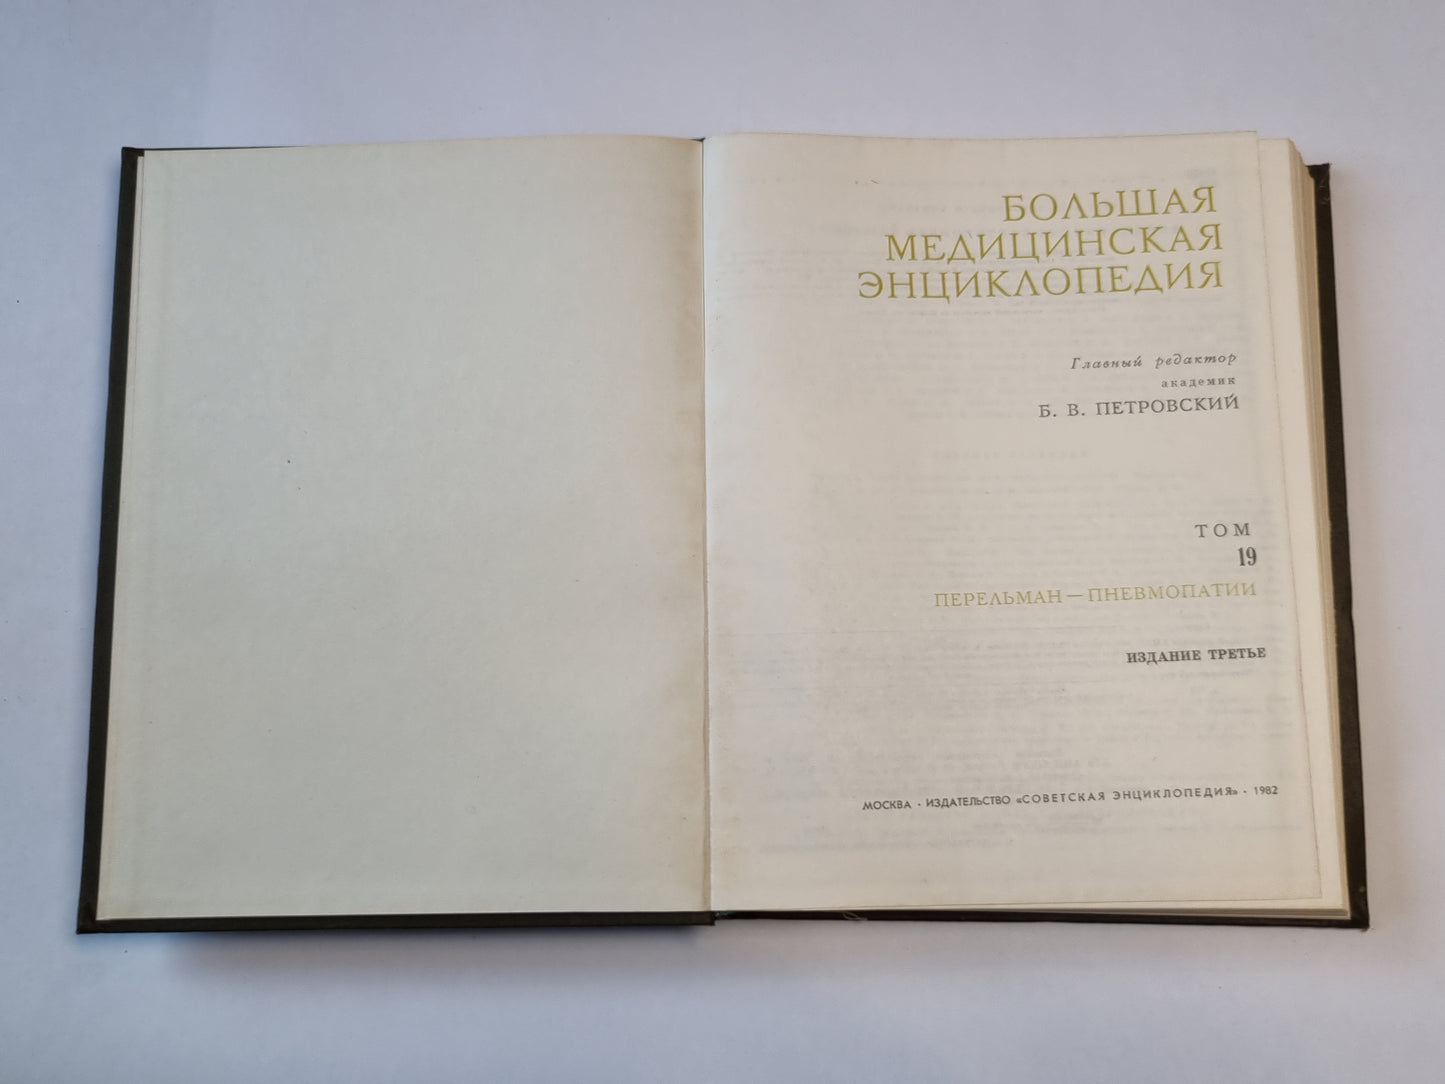 БОЛЬШАЯ
МЕДИЦИНСКАЯ
ЭНЦИКЛОПЕДИЯ
Главный редактор
академик
Б. В. ПЕТРОВСКИЙ
ТОМ
19
ПЕРЕЛЬМАН — ПНЕВМОПАТИИ
ИЗДАНИЕ ТРЕТЬЕ
МОСКВА · ИЗДАТЕЛЬСТВО «СОВЕТСКАЯ ЭНЦИКЛОПЕДИЯ» · 1982